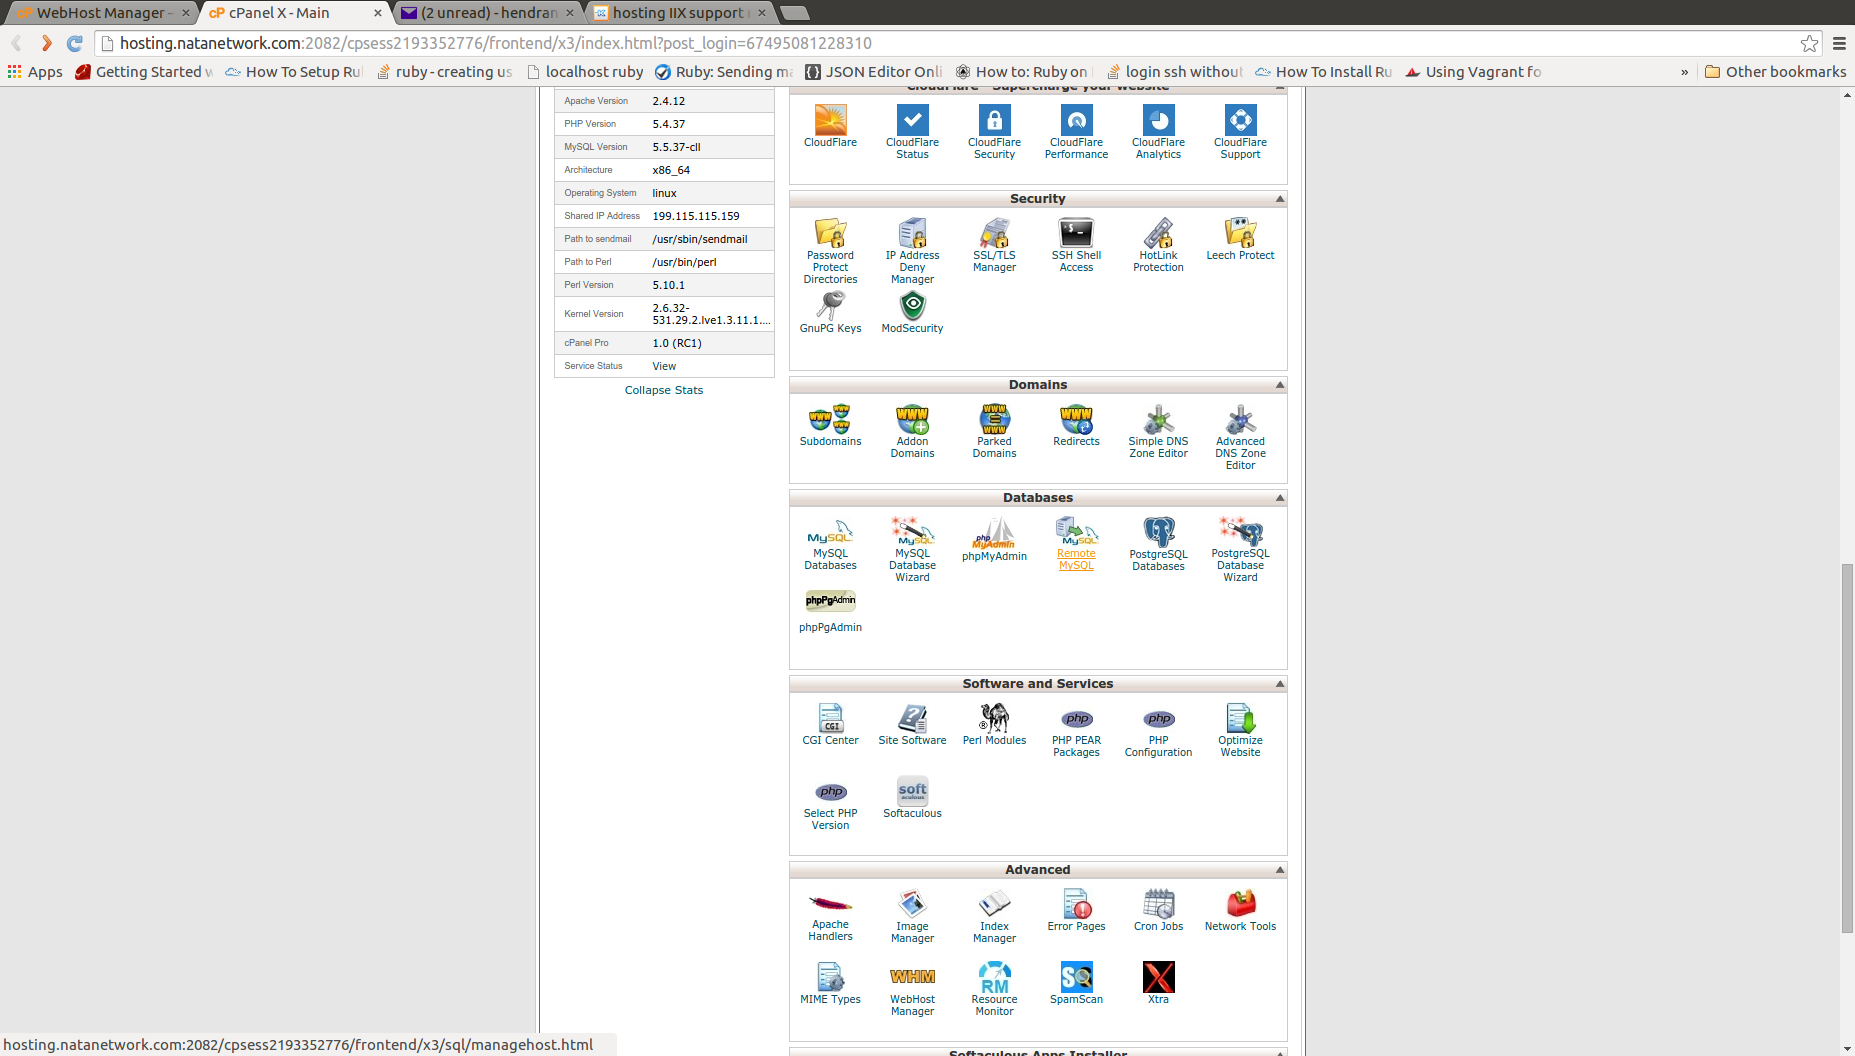 WebHost Manager -
cPanel X - Main
(2 unread) - hendran
hosting IIX support
hosting.natanetwork.com:2082/cpsess2193352776/frontend/x3/index.html?post_login=67495081228310
Apps
Getting Started w
How To Setup Ru
ruby - creating us
localhost ruby
Ruby: Sending ma
JSON Editor Onli
How to: Ruby on
login ssh without
How To Install Ru
Using Vagrant fo
»
Other bookmarks
Apache Version 2.4.12
PHP Version 5.4.37
MySQL Version 5.5.37-cll
Architecture x86_64
Operating System linux
Shared IP Address 199.115.115.159
Path to sendmail /usr/sbin/sendmail
Path to Perl /usr/bin/perl
Perl Version 5.10.1
Kernel Version 2.6.32-
531.29.2.lve1.3.11.1....
cPanel Pro 1.0 (RC1)
Service Status View
Collapse Stats
CloudFlare - Supercharge your website
CloudFlare
CloudFlare
Status
CloudFlare
Security
CloudFlare
Performance
CloudFlare
Analytics
CloudFlare
Support
Security
Password
Protect
Directories
IP Address
Deny
Manager
SSL/TLS
Manager
SSH Shell
Access
HotLink
Protection
Leech Protect
GnuPG Keys
ModSecurity
Domains
Subdomains
Addon
Domains
Parked
Domains
Redirects
Simple DNS
Zone Editor
Advanced
DNS Zone
Editor
Databases
MySQL
Databases
MySQL
Database
Wizard
phpMyAdmin
Remote
MySQL
PostgreSQL
Databases
PostgreSQL
Database
Wizard
phpPgAdmin
phpPgAdmin
Software and Services
CGI Center
Site Software
Perl Modules
PHP PEAR
Packages
PHP
Configuration
Optimize
Website
Select PHP
Version
Softaculous
Advanced
Apache
Handlers
Image
Manager
Index
Manager
Error Pages
Cron Jobs
Network Tools
MIME Types
WHM
WebHost
Manager
RM
Resource
Monitor
SpamScan
Xtra
Softaculous Apps Installer
hosting.natanetwork.com:2082/cpsess2193352776/frontend/x3/sql/managehost.html